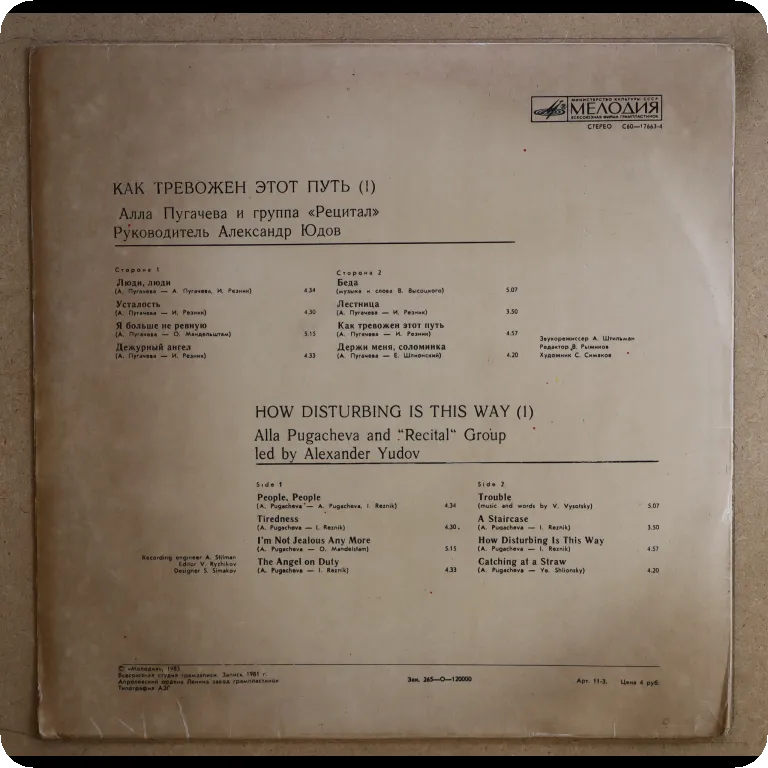 МИНИСТЕРСТВО КУЛЬТУРЫ СССР
МЕЛОДИЯ
ВСЕСОЮЗНАЯ ФИРМА ГРАМПЛАСТИНОК
СТЕРЕО С60—17663-4
КАК ТРЕВОЖЕН ЭТОТ ПУТЬ (1)
Алла Пугачева и группа «Рецитал»
Руководитель Александр Юдов
Сторона 1
Люди, люди
(А. Пугачева — А. Пугачева, И. Резник) 4.34
Усталость
(А. Пугачева — И. Резник) 4.30
Я больше не ревную
(А. Пугачева — О. Мандельштам) 5.15
Дежурный ангел
(А. Пугачева — И. Резник) 4.33
Сторона 2
Беда
(музыка и слова В. Высоцкого) 5.07
Лестница
(А. Пугачева — И. Резник) 3.50
Как тревожен этот путь
(А. Пугачева — И. Резник) 4.57
Держи меня, соломинка
(А. Пугачева — Е. Шлионский) 4.20
Звукорежиссер А. Штильман
Редактор В. Рыжиков
Художник С. Симаков
HOW DISTURBING IS THIS WAY (1)
Alla Pugacheva and "Recital" Group
led by Alexander Yudov
Side 1
People, People
(A. Pugacheva — A. Pugacheva, I. Reznik) 4.34
Tiredness
(A. Pugacheva — I. Reznik) 4.30
I'm Not Jealous Any More
(A. Pugacheva — O. Mandelstam) 5.15
The Angel on Duty
(A. Pugacheva — I. Reznik) 4.33
Side 2
Trouble
(music and words by V. Vysotsky) 5.07
A Staircase
(A. Pugacheva — I. Reznik) 3.50
How Disturbing Is This Way
(A. Pugacheva — I. Reznik) 4.57
Catching at a Straw
(A. Pugacheva — Ye. Shlionsky) 4.20
Recording engineer A. Stilman
Editor V. Ryzhikov
Designer S. Simakov
© «Мелодия», 1983
Всесоюзная студия грамзаписи. Запись 1981 г.
Апрелевский ордена Ленина завод грампластинок
Типография АЗГ
Зак. 265—О—120000
Арт. 11-3. Цена 4 руб.